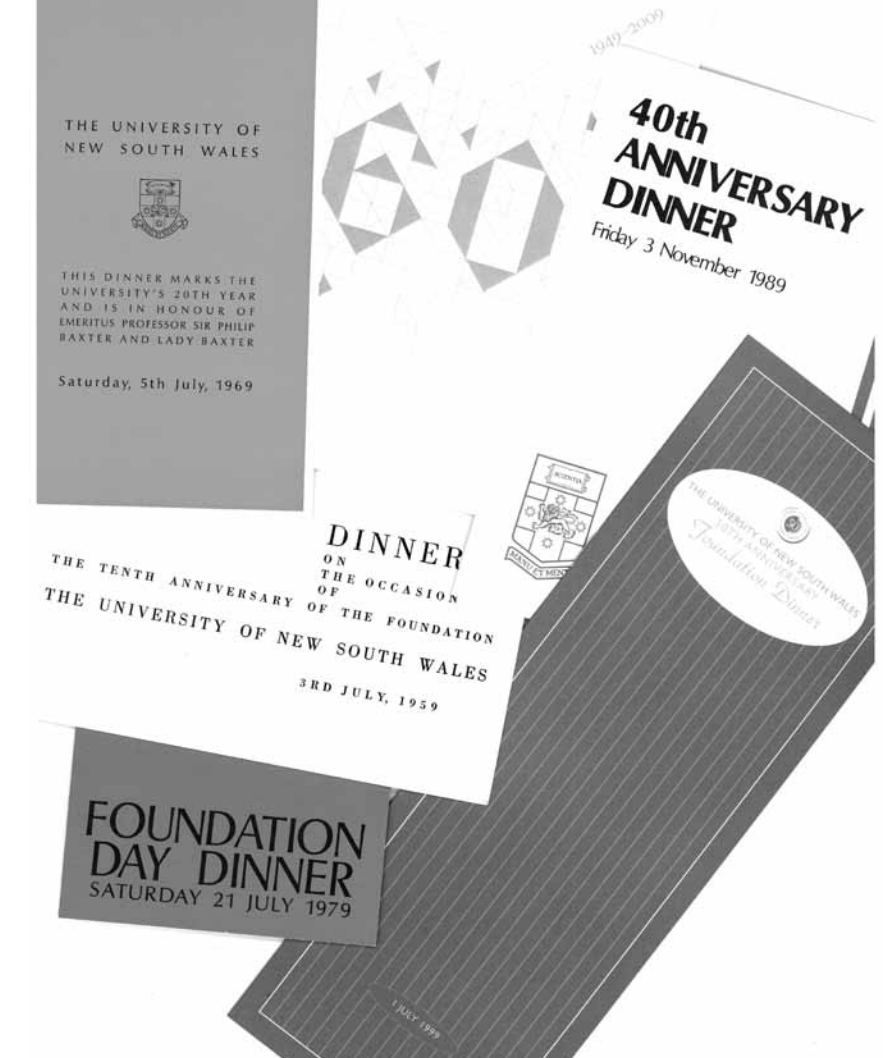 THE UNIVERSITY OF
NEW SOUTH WALES
THIS DINNER MARKS THE
UNIVERSITY'S 20TH YEAR
AND IS IN HONOUR OF
EMERITUS PROFESSOR SIR PHILIP
BAXTER AND LADY BAXTER
Saturday, 5th July, 1969
1949-2009
60
40th
ANNIVERSARY
DINNER
Friday 3 November 1989
SCIENTIA
MANU ET MENTE
THE UNIVERSITY OF NEW SOUTH WALES
50TH ANNIVERSARY
Foundation Dinner
1 JULY 1999
DINNER
ON
THE OCCASION
OF
THE TENTH ANNIVERSARY OF THE FOUNDATION
THE UNIVERSITY OF NEW SOUTH WALES
3RD JULY, 1959
FOUNDATION
DAY DINNER
SATURDAY 21 JULY 1979